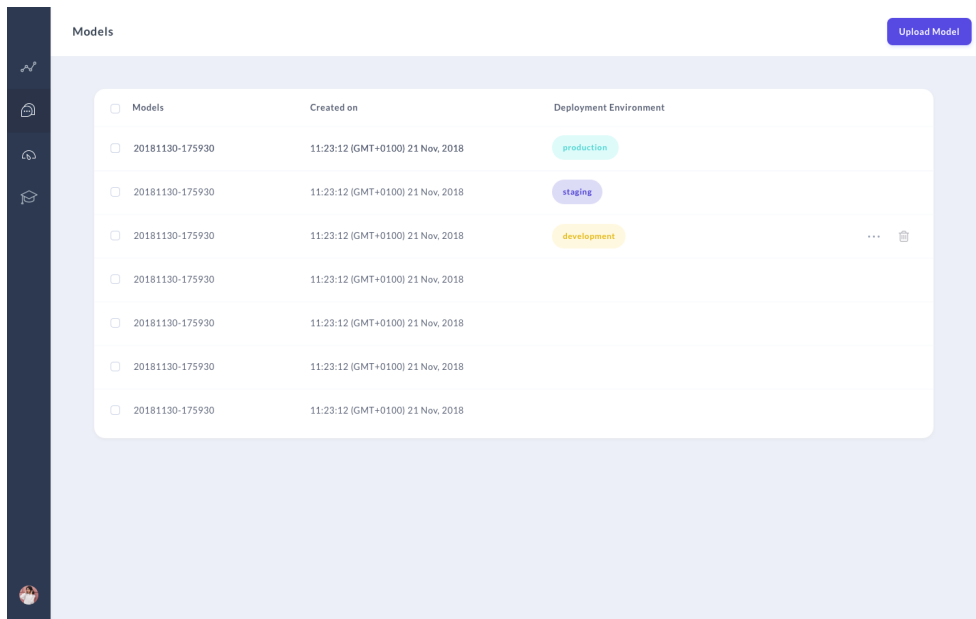 Models
Upload Model
Models Created on Deployment Environment
20181130-175930 11:23:12 (GMT+0100) 21 Nov, 2018 production
20181130-175930 11:23:12 (GMT+0100) 21 Nov, 2018 staging
20181130-175930 11:23:12 (GMT+0100) 21 Nov, 2018 development
20181130-175930 11:23:12 (GMT+0100) 21 Nov, 2018
20181130-175930 11:23:12 (GMT+0100) 21 Nov, 2018
20181130-175930 11:23:12 (GMT+0100) 21 Nov, 2018
20181130-175930 11:23:12 (GMT+0100) 21 Nov, 2018